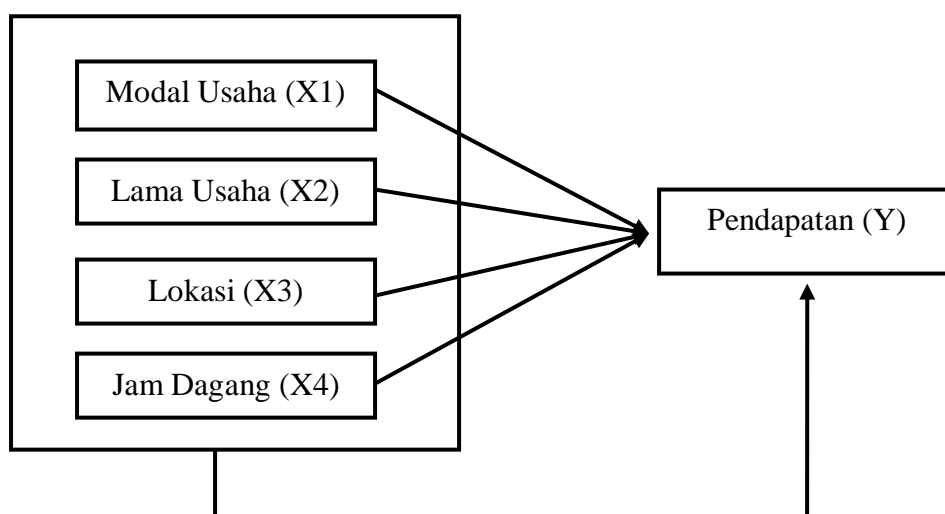 Modal Usaha (X1)
Lama Usaha (X2)
Pendapatan (Y)
Lokasi (X3)
Jam Dagang (X4)